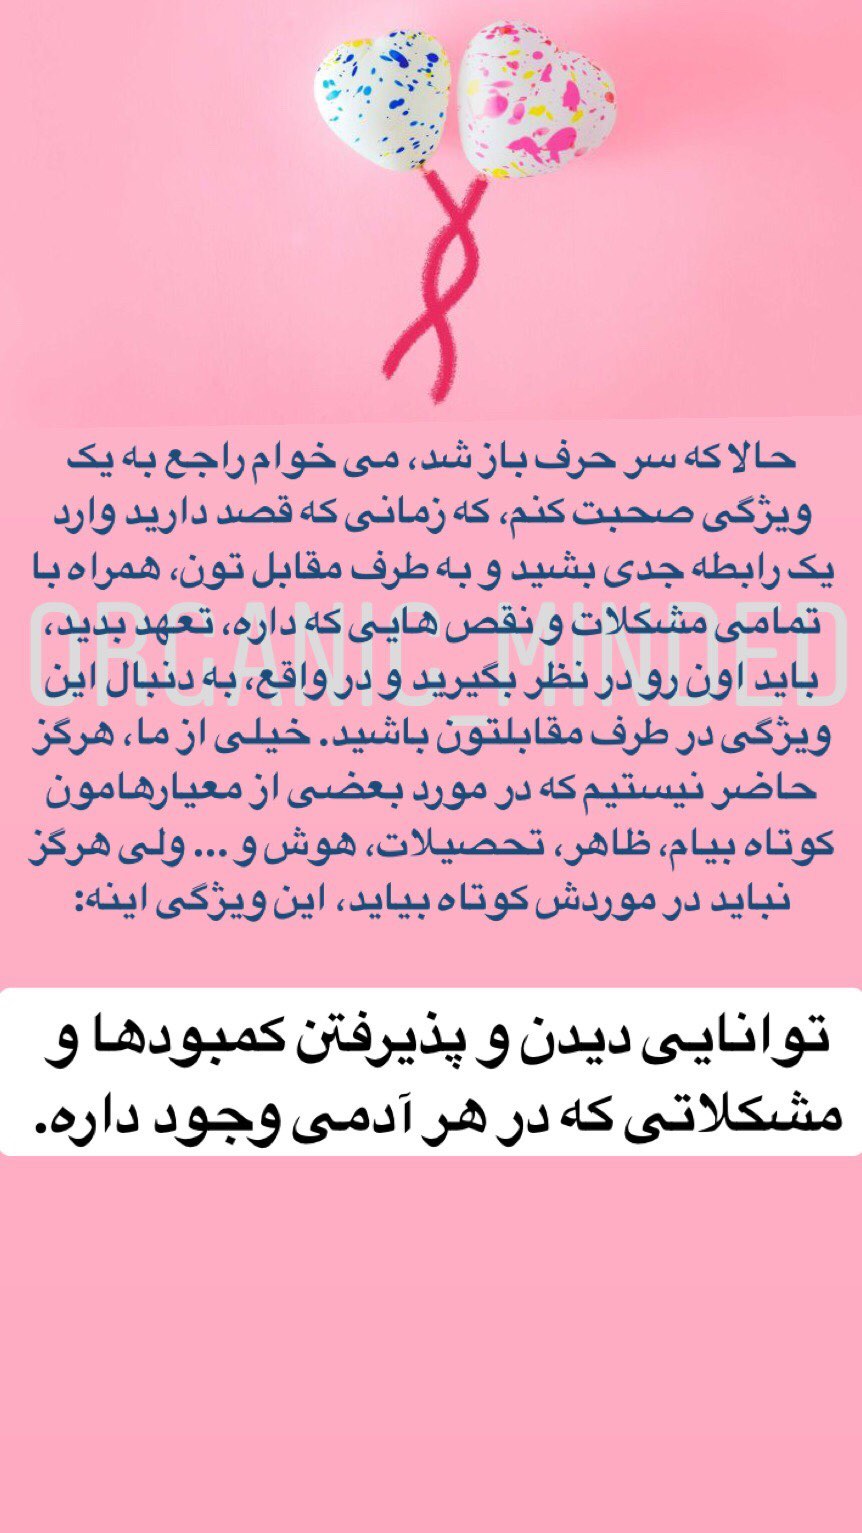 حالا که سر حرف باز شد، می خوام راجع به یک
ویژگی صحبت کنم، که زمانی که قصد دارید وارد
یک رابطه جدی بشید و به طرف مقابل تون، همراه با
تمامی مشکلات و نقص هایی که داره، تعهد بدید،
باید اون رو در نظر بگیرید و در واقع، به دنبال این
ویژگی در طرف مقابلتون باشید. خیلی از ما، هرگز
حاضر نیستیم که در مورد بعضی از معیارهامون
کوتاه بیام، ظاهر، تحصیلات، هوش و ... ولی هرگز
نباید در موردش کوتاه بیاید، این ویژگی اینه:
توانایی دیدن و پذیرفتن کمبودها و
مشکلاتی که در هر آدمی وجود داره.
ORGANIC_MINDED